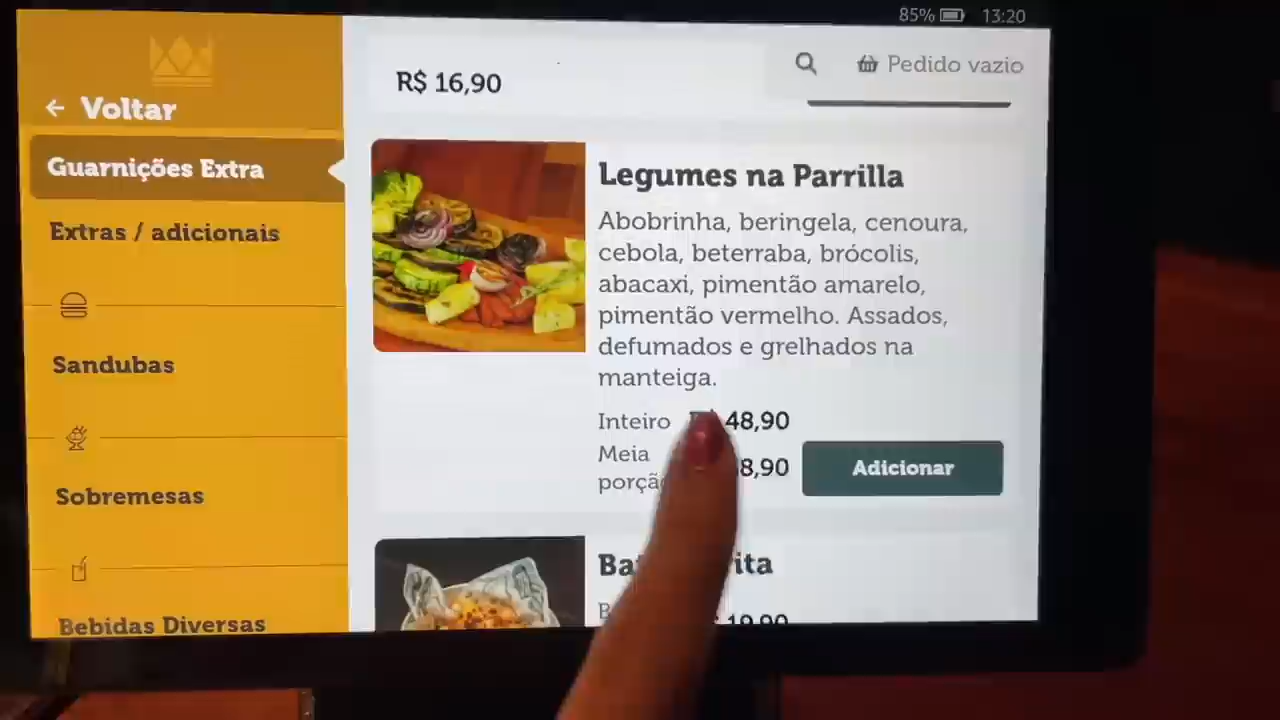 85% 13:20
← Voltar
Guarnições Extra
Extras / adicionais
Sandubas
Sobremesas
Bebidas Diversas
Pedido vazio
R$ 16,90
Legumes na Parrilla
Abobrinha, beringela, cenoura,
cebola, beterraba, brócolis,
abacaxi, pimentão amarelo,
pimentão vermelho. Assados,
defumados e grelhados na
manteiga.
Inteiro 48,90
Meia
Adicionar